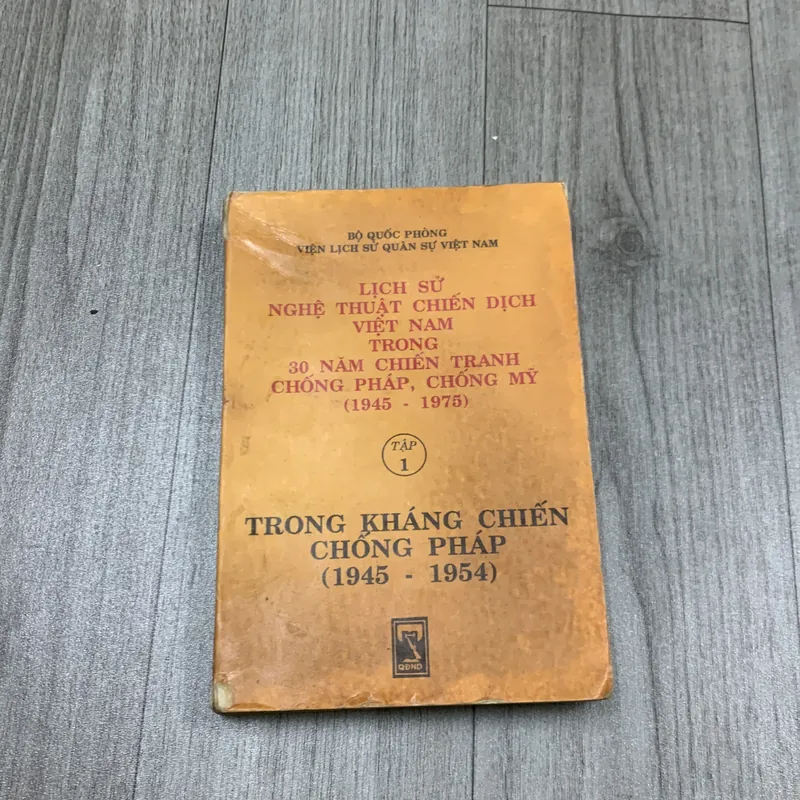 BỘ QUỐC PHÒNG
VIỆN LỊCH SỬ QUÂN SỰ VIỆT NAM
LỊCH SỬ
NGHỆ THUẬT CHIẾN DỊCH
VIỆT NAM
TRONG
30 NĂM CHIẾN TRANH
CHỐNG PHÁP, CHỐNG MỸ
(1945 - 1975)
TẬP
1
TRONG KHÁNG CHIẾN
CHỐNG PHÁP
(1945 - 1954)
QĐND